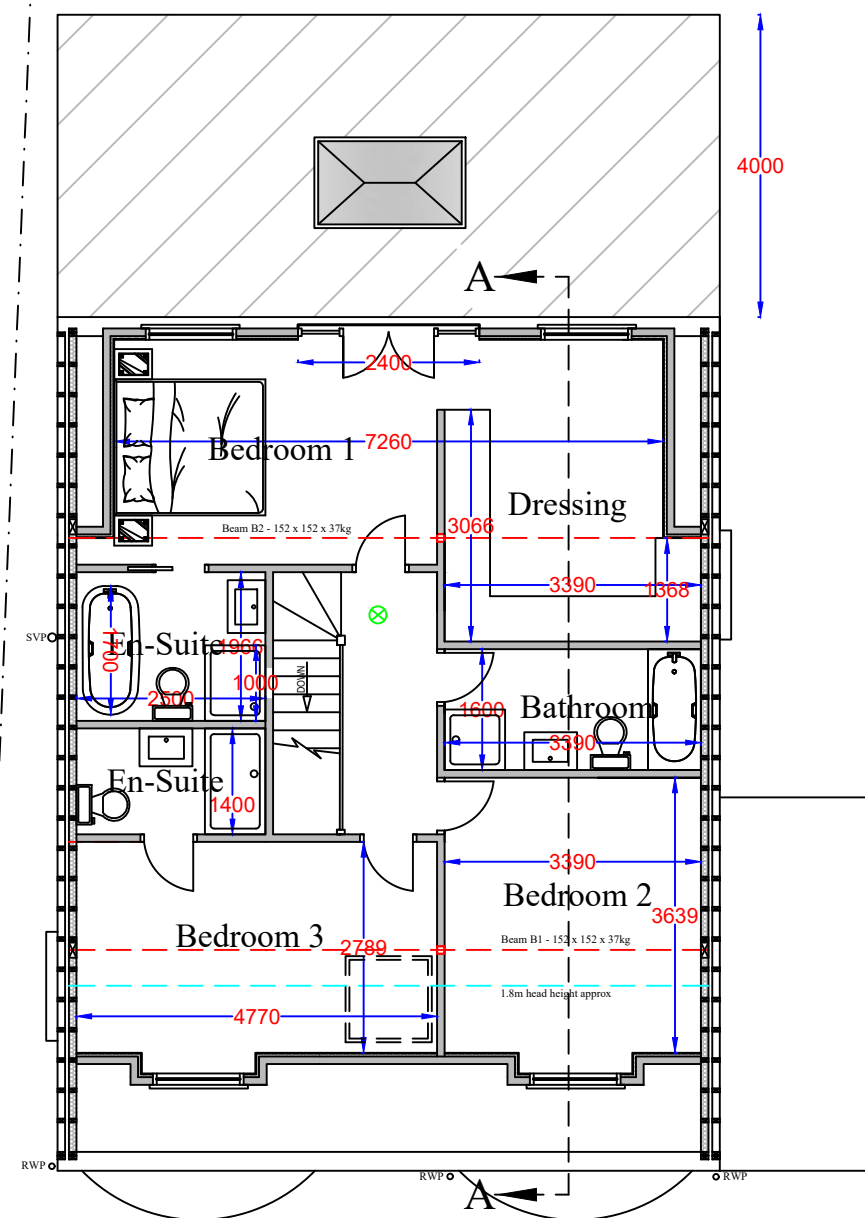 4000
A
2400
7260
Bedroom 1
Dressing
3066
Beam B2 - 152 x 152 x 37kg
3390
1368
SVP
En-Suite
1700
1966
1000
2500
DOWN
1600
Bathroom
3390
En-Suite
1400
3390
Bedroom 2
3639
Bedroom 3
2789
Beam B1 - 152 x 152 x 37kg
1.8m head height approx
4770
RWP
RWP
RWP
A